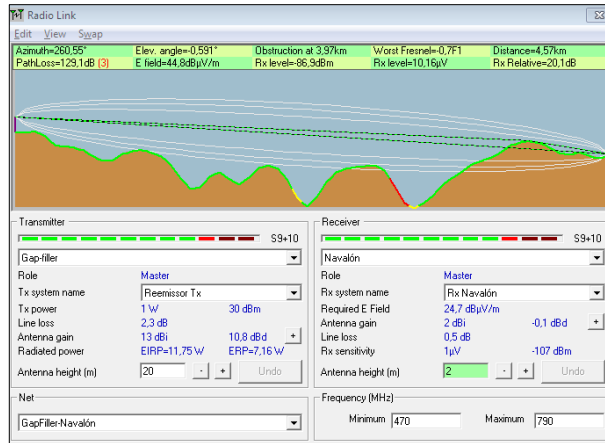 Radio Link
Edit View Swap
Azimuth=260,55° Elev. angle=-0,591° Obstruction at 3,97km Worst Fresnel=-0,7F1 Distance=4,57km
PathLoss=129,1dB (3) E field=44,8dBµV/m Rx level=-86,9dBm Rx level=10,16µV Rx Relative=20,1dB
Transmitter
S9+10
Gap-filler
Role Master
Tx system name Reemissor Tx
Tx power 1 W 30 dBm
Line loss 2,3 dB
Antenna gain 13 dBi 10,8 dBd +
Radiated power EIRP=11,75 W ERP=7,16 W
Antenna height (m) 20 - + Undo
Net
GapFiller-Navalón
Receiver
S9+10
Navalón
Role Master
Rx system name Rx Navalón
Required E Field 24,7 dBµV/m
Antenna gain 2 dBi -0,1 dBd +
Line loss 0,5 dB
Rx sensitivity 1µV -107 dBm
Antenna height (m) 2 - + Undo
Frequency (MHz)
Minimum 470 Maximum 790